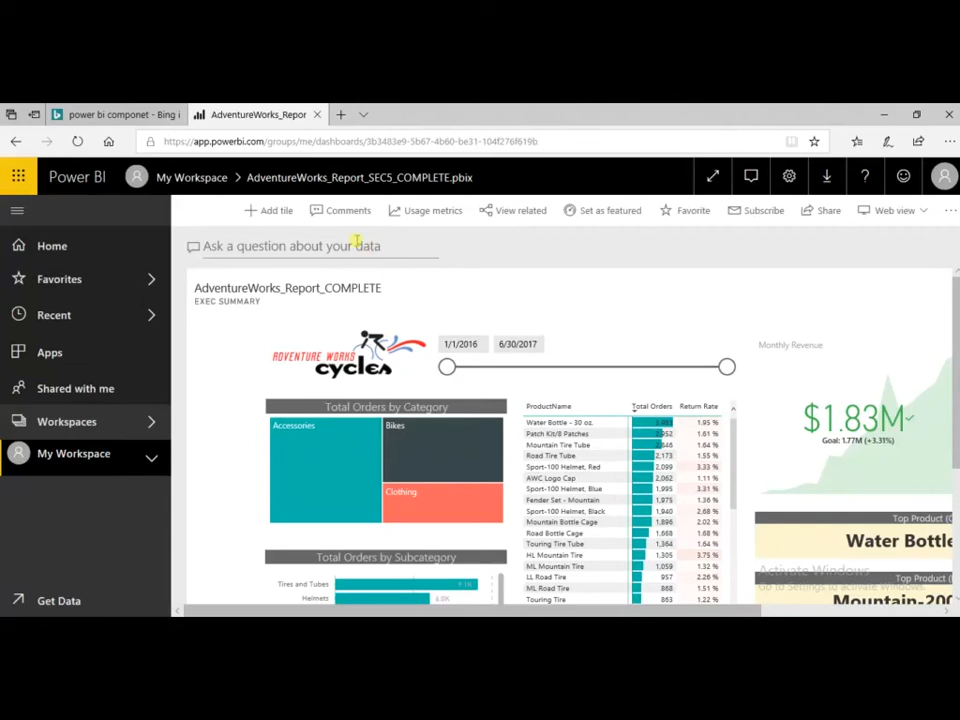 power bi componet - Bing i
AdventureWorks_Repor
https://app.powerbi.com/groups/me/dashboards/3b3483e9-5b67-4b60-be31-104f276f619b
Power BI
My Workspace > AdventureWorks_Report_SEC5_COMPLETE.pbix
+ Add tile
Comments
Usage metrics
View related
Set as featured
Favorite
Subscribe
Share
Web view
Home
Favorites
Recent
Apps
Shared with me
Workspaces
My Workspace
Get Data
Ask a question about your data
AdventureWorks_Report_COMPLETE
EXEC SUMMARY
ADVENTURE WORKS
cycles
1/1/2016
6/30/2017
Total Orders by Category
Accessories
Bikes
Clothing
Total Orders by Subcategory
Tires and Tubes 9.1K
Helmets 6.0K
ProductName Total Orders Return Rate
Water Bottle - 30 oz. 1.95 %
Patch Kit/8 Patches 2,952 1.61 %
Mountain Tire Tube 2,846 1.64 %
Road Tire Tube 2,173 1.55 %
Sport-100 Helmet, Red 2,099 3.33 %
AWC Logo Cap 2,062 1.11 %
Sport-100 Helmet, Blue 1,995 3.31 %
Fender Set - Mountain 1,975 1.36 %
Sport-100 Helmet, Black 1,940 2.68 %
Mountain Bottle Cage 1,896 2.02 %
Road Bottle Cage 1,668 1.68 %
Touring Tire Tube 1,364 1.64 %
HL Mountain Tire 1,305 3.75 %
ML Mountain Tire 1,059 1.32 %
LL Road Tire 957 2.26 %
ML Road Tire 868 1.51 %
Touring Tire 863 1.22 %
Monthly Revenue
$1.83M
Goal: 1.77M (+3.31%)
Top Product (C
Water Bottle
Activate Windows
Go to Settings to activate Windows.
Top Product (
Mountain-200